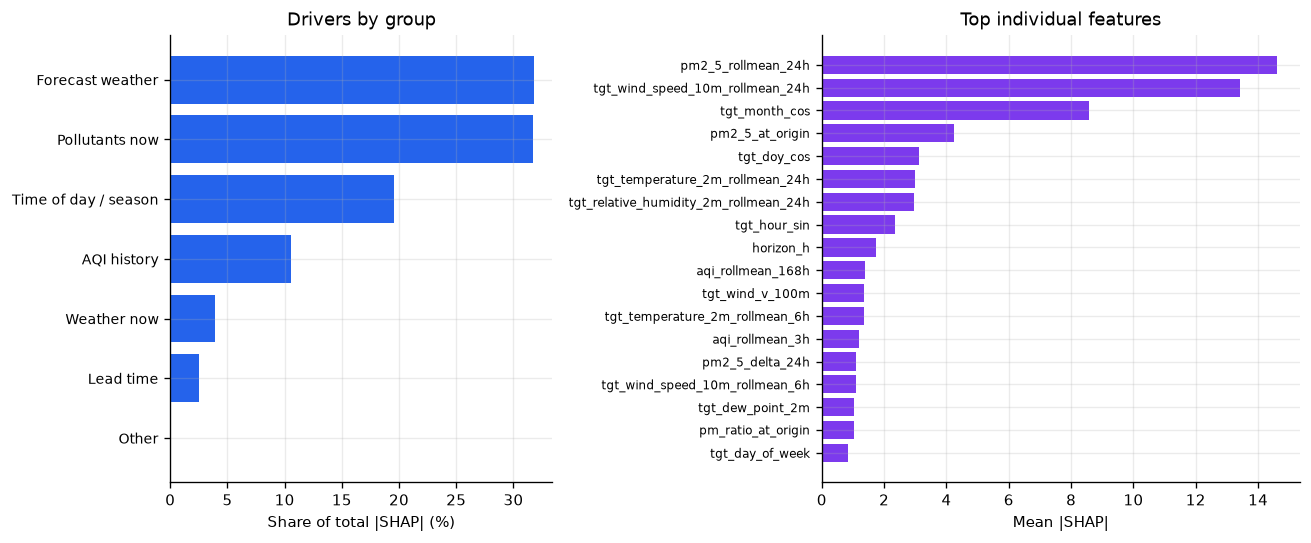 Drivers by group
Forecast weather
Pollutants now
Time of day / season
AQI history
Weather now
Lead time
Other
0 5 10 15 20 25 30
Share of total |SHAP| (%)
Top individual features
pm2_5_rollmean_24h
tgt_wind_speed_10m_rollmean_24h
tgt_month_cos
pm2_5_at_origin
tgt_doy_cos
tgt_temperature_2m_rollmean_24h
tgt_relative_humidity_2m_rollmean_24h
tgt_hour_sin
horizon_h
aqi_rollmean_168h
tgt_wind_v_100m
tgt_temperature_2m_rollmean_6h
aqi_rollmean_3h
pm2_5_delta_24h
tgt_wind_speed_10m_rollmean_6h
tgt_dew_point_2m
pm_ratio_at_origin
tgt_day_of_week
0 2 4 6 8 10 12 14
Mean |SHAP|